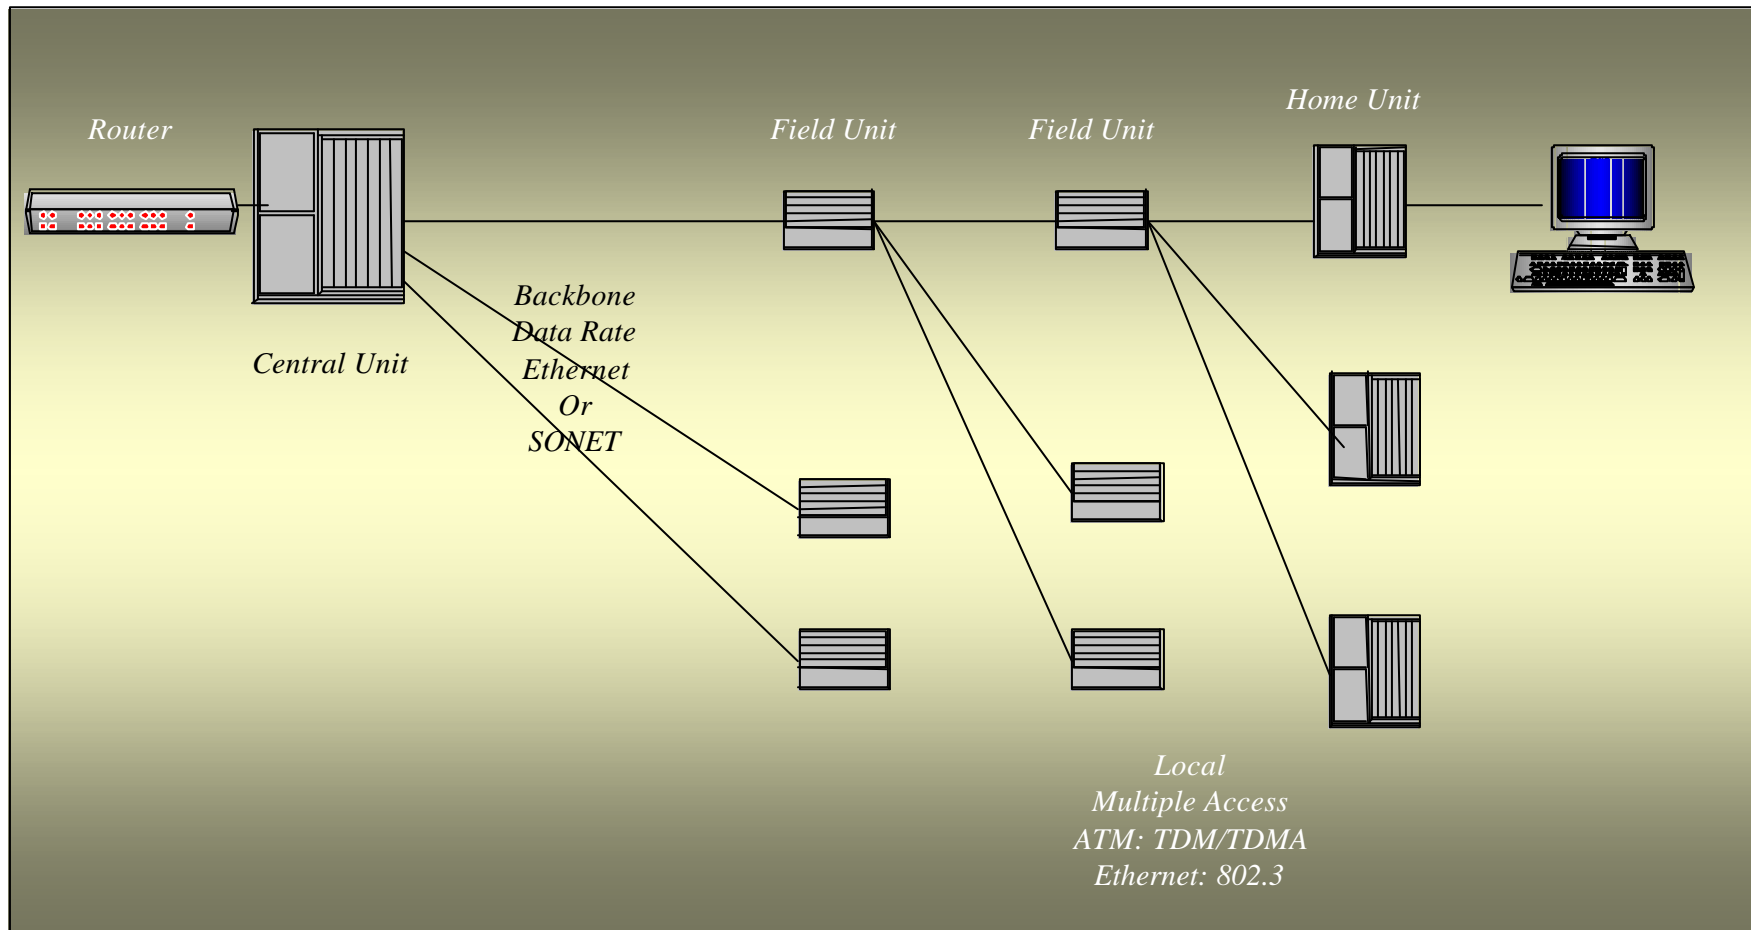 Home Unit
Router
Field Unit
Field Unit
Backbone
Data Rate
Ethernet
Or
SONET
Central Unit
Local
Multiple Access
ATM: TDM/TDMA
Ethernet: 802.3